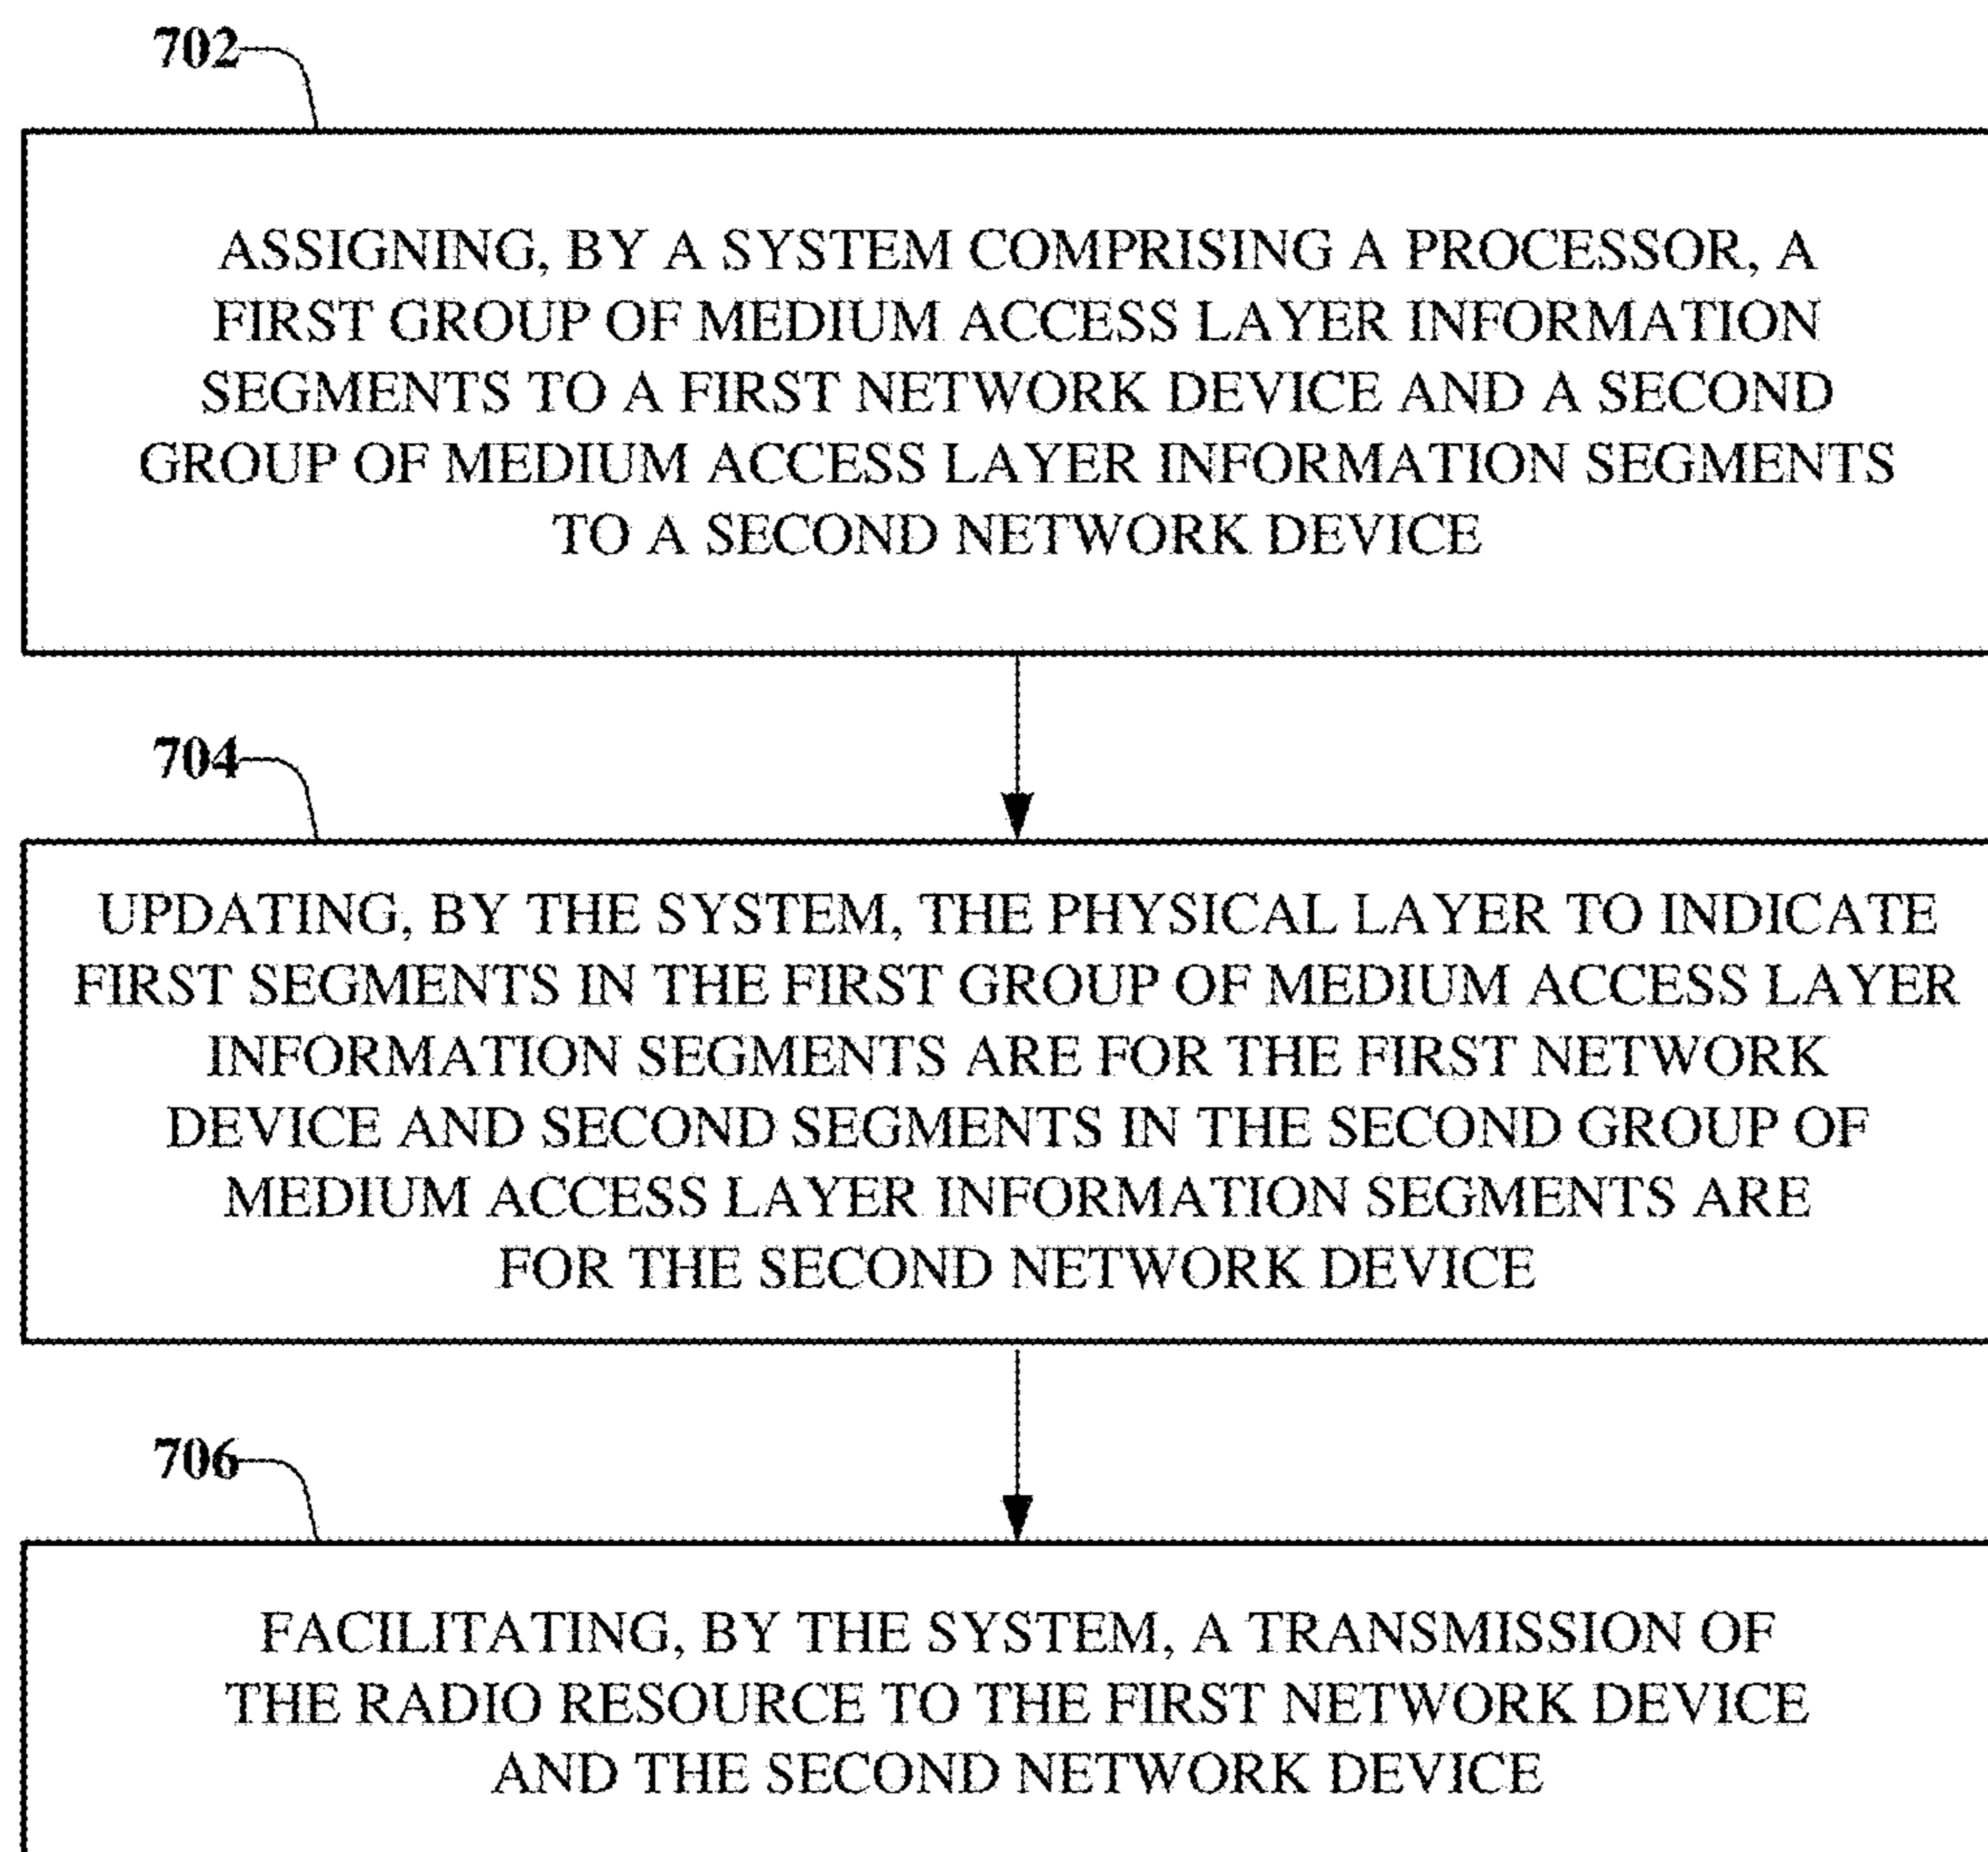 702
ASSIGNING, BY A SYSTEM COMPRISING A PROCESSOR, A
FIRST GROUP OF MEDIUM ACCESS LAYER INFORMATION
SEGMENTS TO A FIRST NETWORK DEVICE AND A SECOND
GROUP OF MEDIUM ACCESS LAYER INFORMATION SEGMENTS
TO A SECOND NETWORK DEVICE
704
UPDATING, BY THE SYSTEM, THE PHYSICAL LAYER TO INDICATE
FIRST SEGMENTS IN THE FIRST GROUP OF MEDIUM ACCESS LAYER
INFORMATION SEGMENTS ARE FOR THE FIRST NETWORK
DEVICE AND SECOND SEGMENTS IN THE SECOND GROUP OF
MEDIUM ACCESS LAYER INFORMATION SEGMENTS ARE
FOR THE SECOND NETWORK DEVICE
706
FACILITATING, BY THE SYSTEM, A TRANSMISSION OF
THE RADIO RESOURCE TO THE FIRST NETWORK DEVICE
AND THE SECOND NETWORK DEVICE